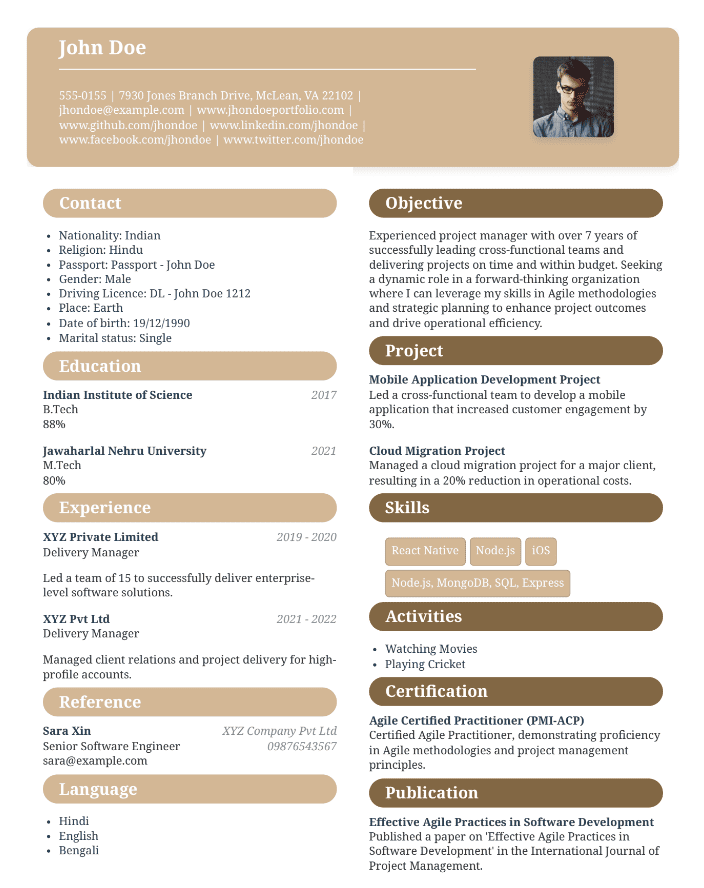 John Doe
555-0155 | 7930 Jones Branch Drive, McLean, VA 22102 |
jhondoe@example.com | www.jhondoeportfolio.com |
www.github.com/jhondoe | www.linkedin.com/jhondoe |
www.facebook.com/jhondoe | www.twitter.com/jhondoe
Contact
• Nationality: Indian
• Religion: Hindu
• Passport: Passport - John Doe
• Gender: Male
• Driving Licence: DL - John Doe 1212
• Place: Earth
• Date of birth: 19/12/1990
• Marital status: Single
Education
Indian Institute of Science 2017
B.Tech
88%
Jawaharlal Nehru University 2021
M.Tech
80%
Experience
XYZ Private Limited 2019 - 2020
Delivery Manager
Led a team of 15 to successfully deliver enterprise-
level software solutions.
XYZ Pvt Ltd 2021 - 2022
Delivery Manager
Managed client relations and project delivery for high-
profile accounts.
Reference
Sara Xin XYZ Company Pvt Ltd
Senior Software Engineer 09876543567
sara@example.com
Language
• Hindi
• English
• Bengali
Objective
Experienced project manager with over 7 years of
successfully leading cross-functional teams and
delivering projects on time and within budget. Seeking
a dynamic role in a forward-thinking organization
where I can leverage my skills in Agile methodologies
and strategic planning to enhance project outcomes
and drive operational efficiency.
Project
Mobile Application Development Project
Led a cross-functional team to develop a mobile
application that increased customer engagement by
30%.
Cloud Migration Project
Managed a cloud migration project for a major client,
resulting in a 20% reduction in operational costs.
Skills
React Native Node.js iOS
Node.js, MongoDB, SQL, Express
Activities
• Watching Movies
• Playing Cricket
Certification
Agile Certified Practitioner (PMI-ACP)
Certified Agile Practitioner, demonstrating proficiency
in Agile methodologies and project management
principles.
Publication
Effective Agile Practices in Software Development
Published a paper on 'Effective Agile Practices in
Software Development' in the International Journal of
Project Management.